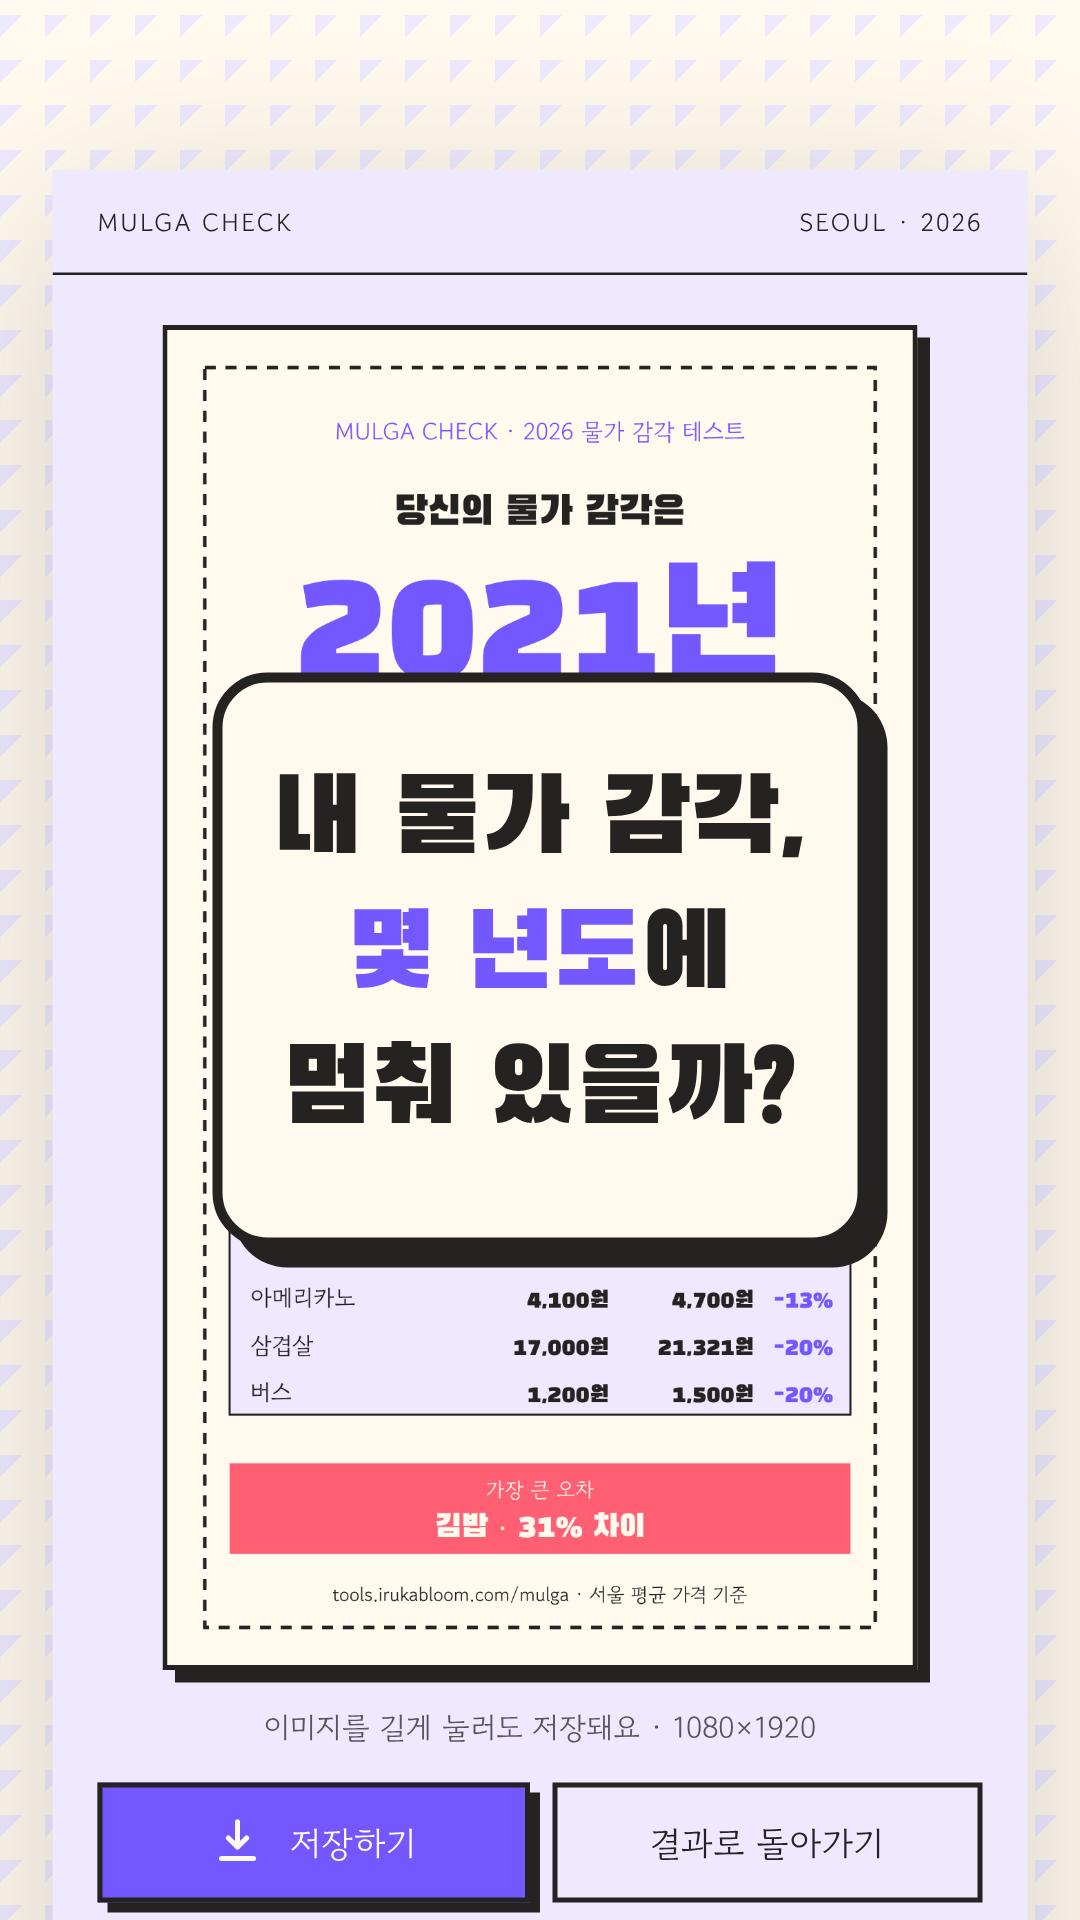 MULGA CHECK
SEOUL · 2026
MULGA CHECK · 2026 물가 감각 테스트
당신의 물가 감각은
2021년
내 물가 감각,
몇 년도에
멈춰 있을까?
아메리카노 4,100원 4,700원 -13%
삼겹살 17,000원 21,321원 -20%
버스 1,200원 1,500원 -20%
가장 큰 오차
김밥 · 31% 차이
tools.irukabloom.com/mulga · 서울 평균 가격 기준
이미지를 길게 눌러도 저장돼요 · 1080×1920
저장하기
결과로 돌아가기